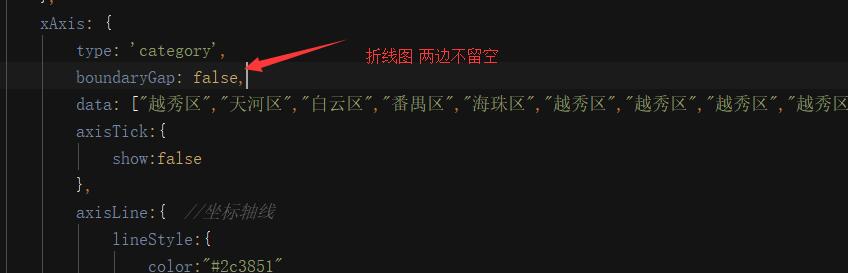 },
xAxis: {
type: 'category',
boundaryGap: false,
折线图 两边不留空
data: ["越秀区","天河区","白云区","番禺区","海珠区","越秀区","越秀区","越秀区","越秀区
axisTick:{
show:false
},
axisLine:{ //坐标轴线
lineStyle:{
color:"#2c3851"